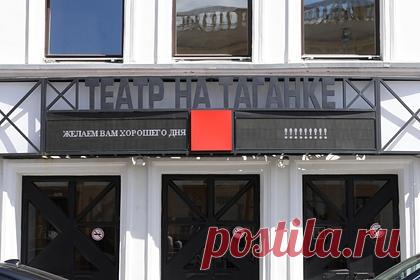 ТЕАТР НА ТАГАНКЕ
ЖЕЛАЕМ ВАМ ХОРОШЕГО ДНЯ !!!!!!!!!
postila.ru